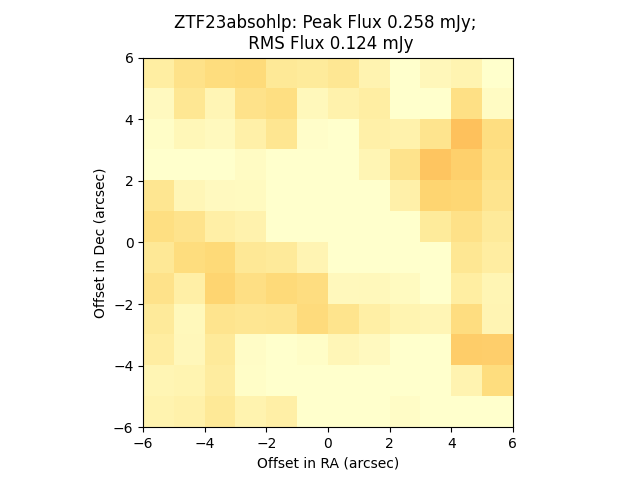 ZTF23absohlp: Peak Flux 0.258 mJy;
RMS Flux 0.124 mJy
6
4
2
0
−2
−4
−6
Offset in Dec (arcsec)
−6 −4 −2 0 2 4 6
Offset in RA (arcsec)